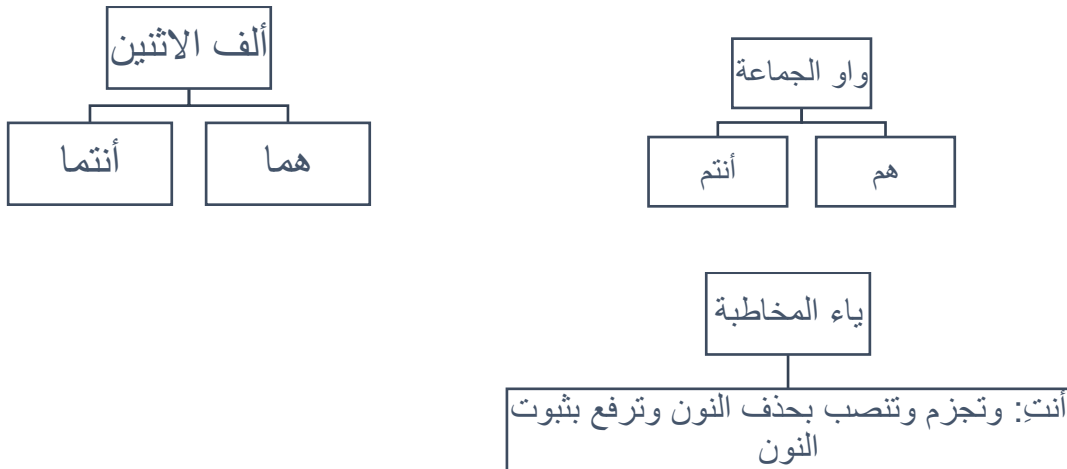 واو الجماعة
هم
أنتم
ألف الاثنين
هما
أنتما
ياء المخاطبة
أنتِ: وتجزم وتنصب بحذف النون وترفع بثبوت
النون